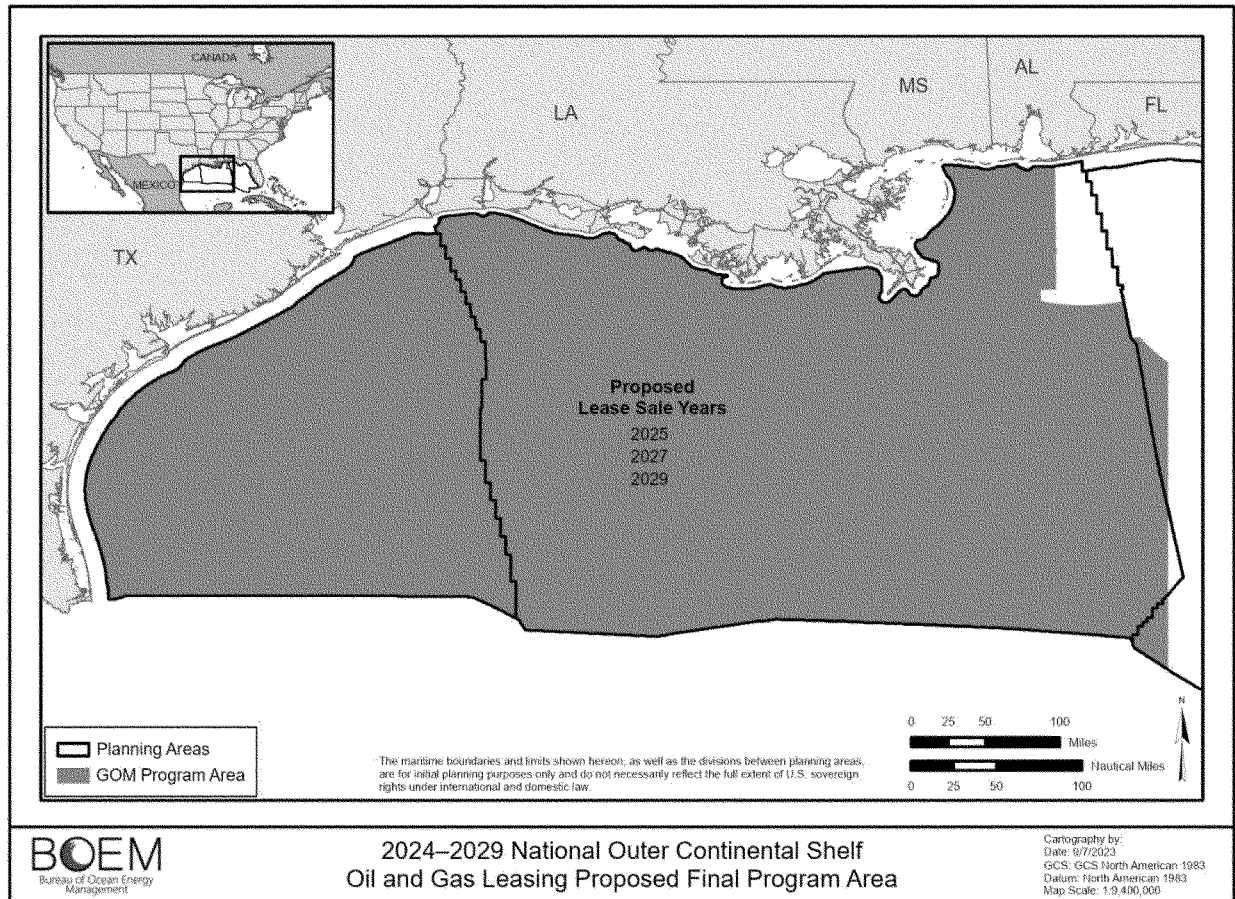 CANADA
MEXICO
TX
LA
MS
AL
FL
Proposed
Lease Sale Years
2025
2027
2029
Planning Areas
GOM Program Area
The maritime boundaries and limits shown hereon, as well as the divisions between planning areas,
are for initial planning purposes only and do not necessarily reflect the full extent of U.S. sovereign
rights under international and domestic law.
N
0 25 50 100
Miles
Nautical Miles
0 25 50 100
BOEM
Bureau of Ocean Energy
Management
2024–2029 National Outer Continental Shelf
Oil and Gas Leasing Proposed Final Program Area
Cartography by:
Date: 9/7/2023
GCS: GCS North American 1983
Datum: North American 1983
Map Scale: 1:9,400,000